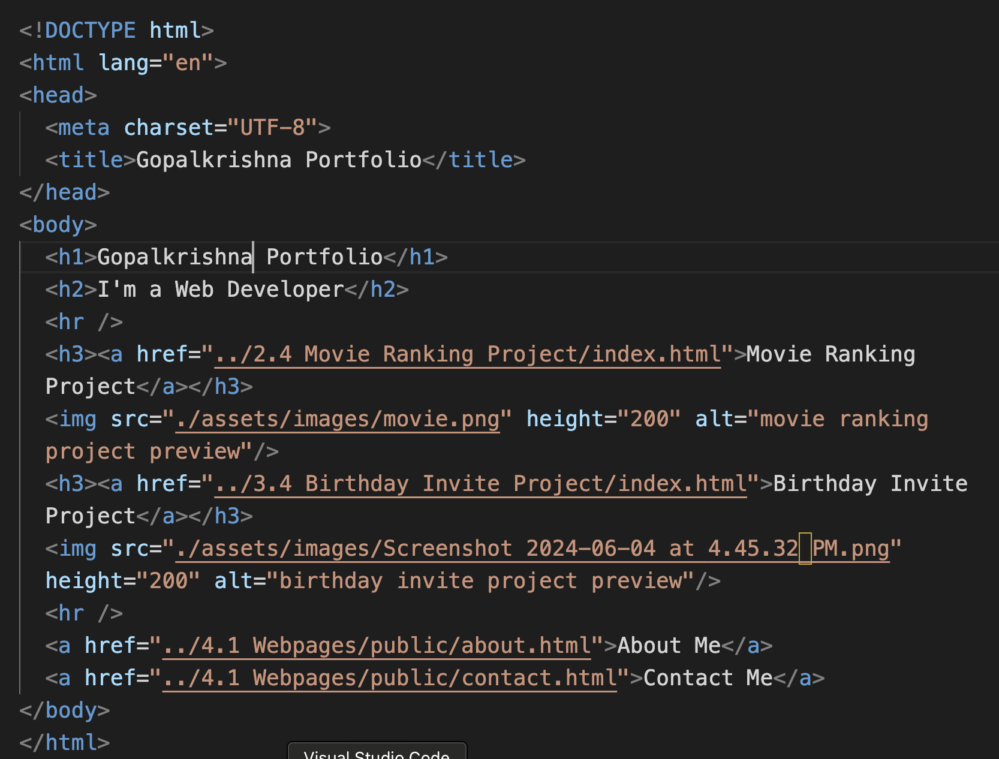 <!DOCTYPE html>
<html lang="en">
<head>
  <meta charset="UTF-8">
  <title>Gopalkrishna Portfolio</title>
</head>
<body>
  <h1>Gopalkrishna Portfolio</h1>
  <h2>I'm a Web Developer</h2>
  <hr />
  <h3><a href="../2.4 Movie Ranking Project/index.html">Movie Ranking
  Project</a></h3>
  <img src="./assets/images/movie.png" height="200" alt="movie ranking
  project preview"/>
  <h3><a href="../3.4 Birthday Invite Project/index.html">Birthday Invite
  Project</a></h3>
  <img src="./assets/images/Screenshot 2024-06-04 at 4.45.32 PM.png"
  height="200" alt="birthday invite project preview"/>
  <hr />
  <a href="../4.1 Webpages/public/about.html">About Me</a>
  <a href="../4.1 Webpages/public/contact.html">Contact Me</a>
</body>
</html>
Visual Studio Code